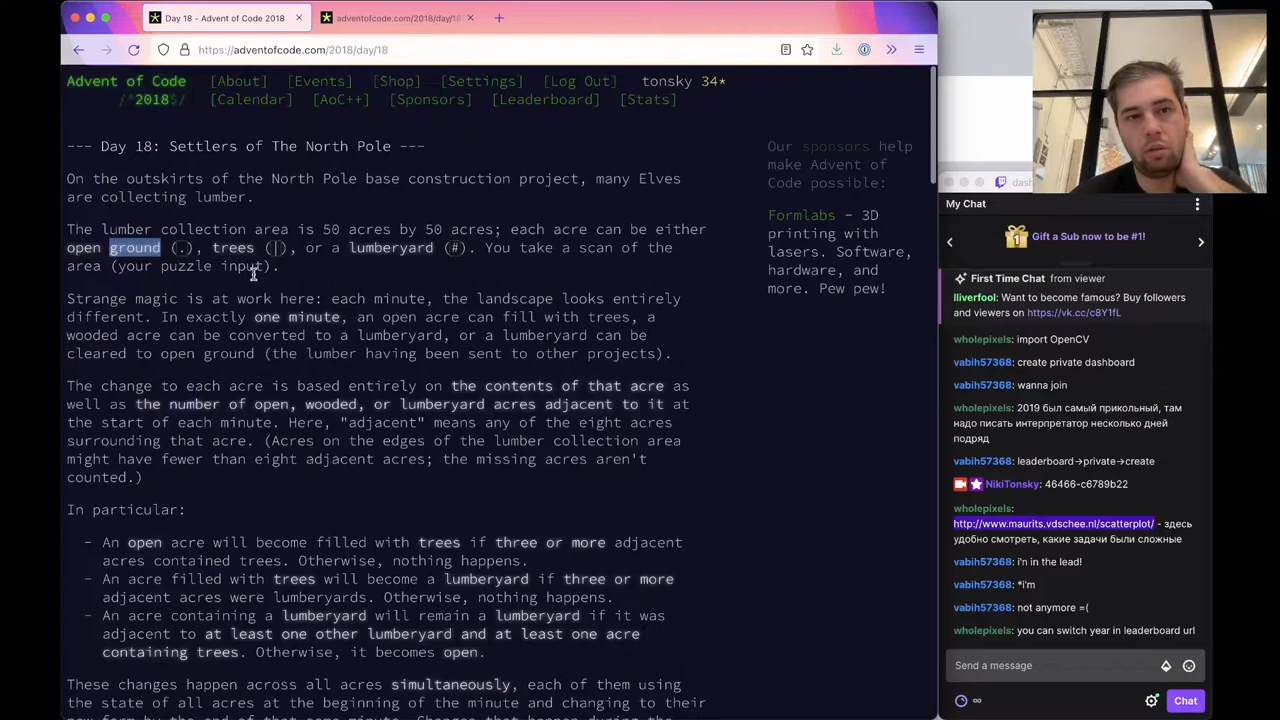 Day 18 - Advent of Code 2018
adventofcode.com/2018/day/18/
https://adventofcode.com/2018/day/18
Advent of Code [About] [Events] [Shop] [Settings] [Log Out] tonsky 34*
/^2018$/ [Calendar] [AoC++] [Sponsors] [Leaderboard] [Stats]
--- Day 18: Settlers of The North Pole ---
On the outskirts of the North Pole base construction project, many Elves
are collecting lumber.
The lumber collection area is 50 acres by 50 acres; each acre can be either
open ground (.), trees (|), or a lumberyard (#). You take a scan of the
area (your puzzle input).
Strange magic is at work here: each minute, the landscape looks entirely
different. In exactly one minute, an open acre can fill with trees, a
wooded acre can be converted to a lumberyard, or a lumberyard can be
cleared to open ground (the lumber having been sent to other projects).
The change to each acre is based entirely on the contents of that acre as
well as the number of open, wooded, or lumberyard acres adjacent to it at
the start of each minute. Here, "adjacent" means any of the eight acres
surrounding that acre. (Acres on the edges of the lumber collection area
might have fewer than eight adjacent acres; the missing acres aren't
counted.)
In particular:
- An open acre will become filled with trees if three or more adjacent
acres contained trees. Otherwise, nothing happens.
- An acre filled with trees will become a lumberyard if three or more
adjacent acres were lumberyards. Otherwise, nothing happens.
- An acre containing a lumberyard will remain a lumberyard if it was
adjacent to at least one other lumberyard and at least one acre
containing trees. Otherwise, it becomes open.
These changes happen across all acres simultaneously, each of them using
the state of all acres at the beginning of the minute and changing to their
Our sponsors help
make Advent of
Code possible:
Formlabs - 3D
printing with
lasers. Software,
hardware, and
more. Pew pew!
My Chat
Gift a Sub now to be #1!
First Time Chat from viewer
lliverfool: Want to become famous? Buy followers
and viewers on https://vk.cc/c8Y1fL
wholepixels: import OpenCV
vabih57368: create private dashboard
vabih57368: wanna join
wholepixels: 2019 был самый прикольный, там
надо писать интерпретатор несколько дней
подряд
vabih57368: leaderboard->private->create
NikiTonsky: 46466-c6789b22
wholepixels:
http://www.maurits.vdschee.nl/scatterplot/ - здесь
удобно смотреть, какие задачи были сложные
vabih57368: i'n in the lead!
vabih57368: *i'm
vabih57368: not anymore =(
wholepixels: you can switch year in leaderboard url
Send a message
Chat